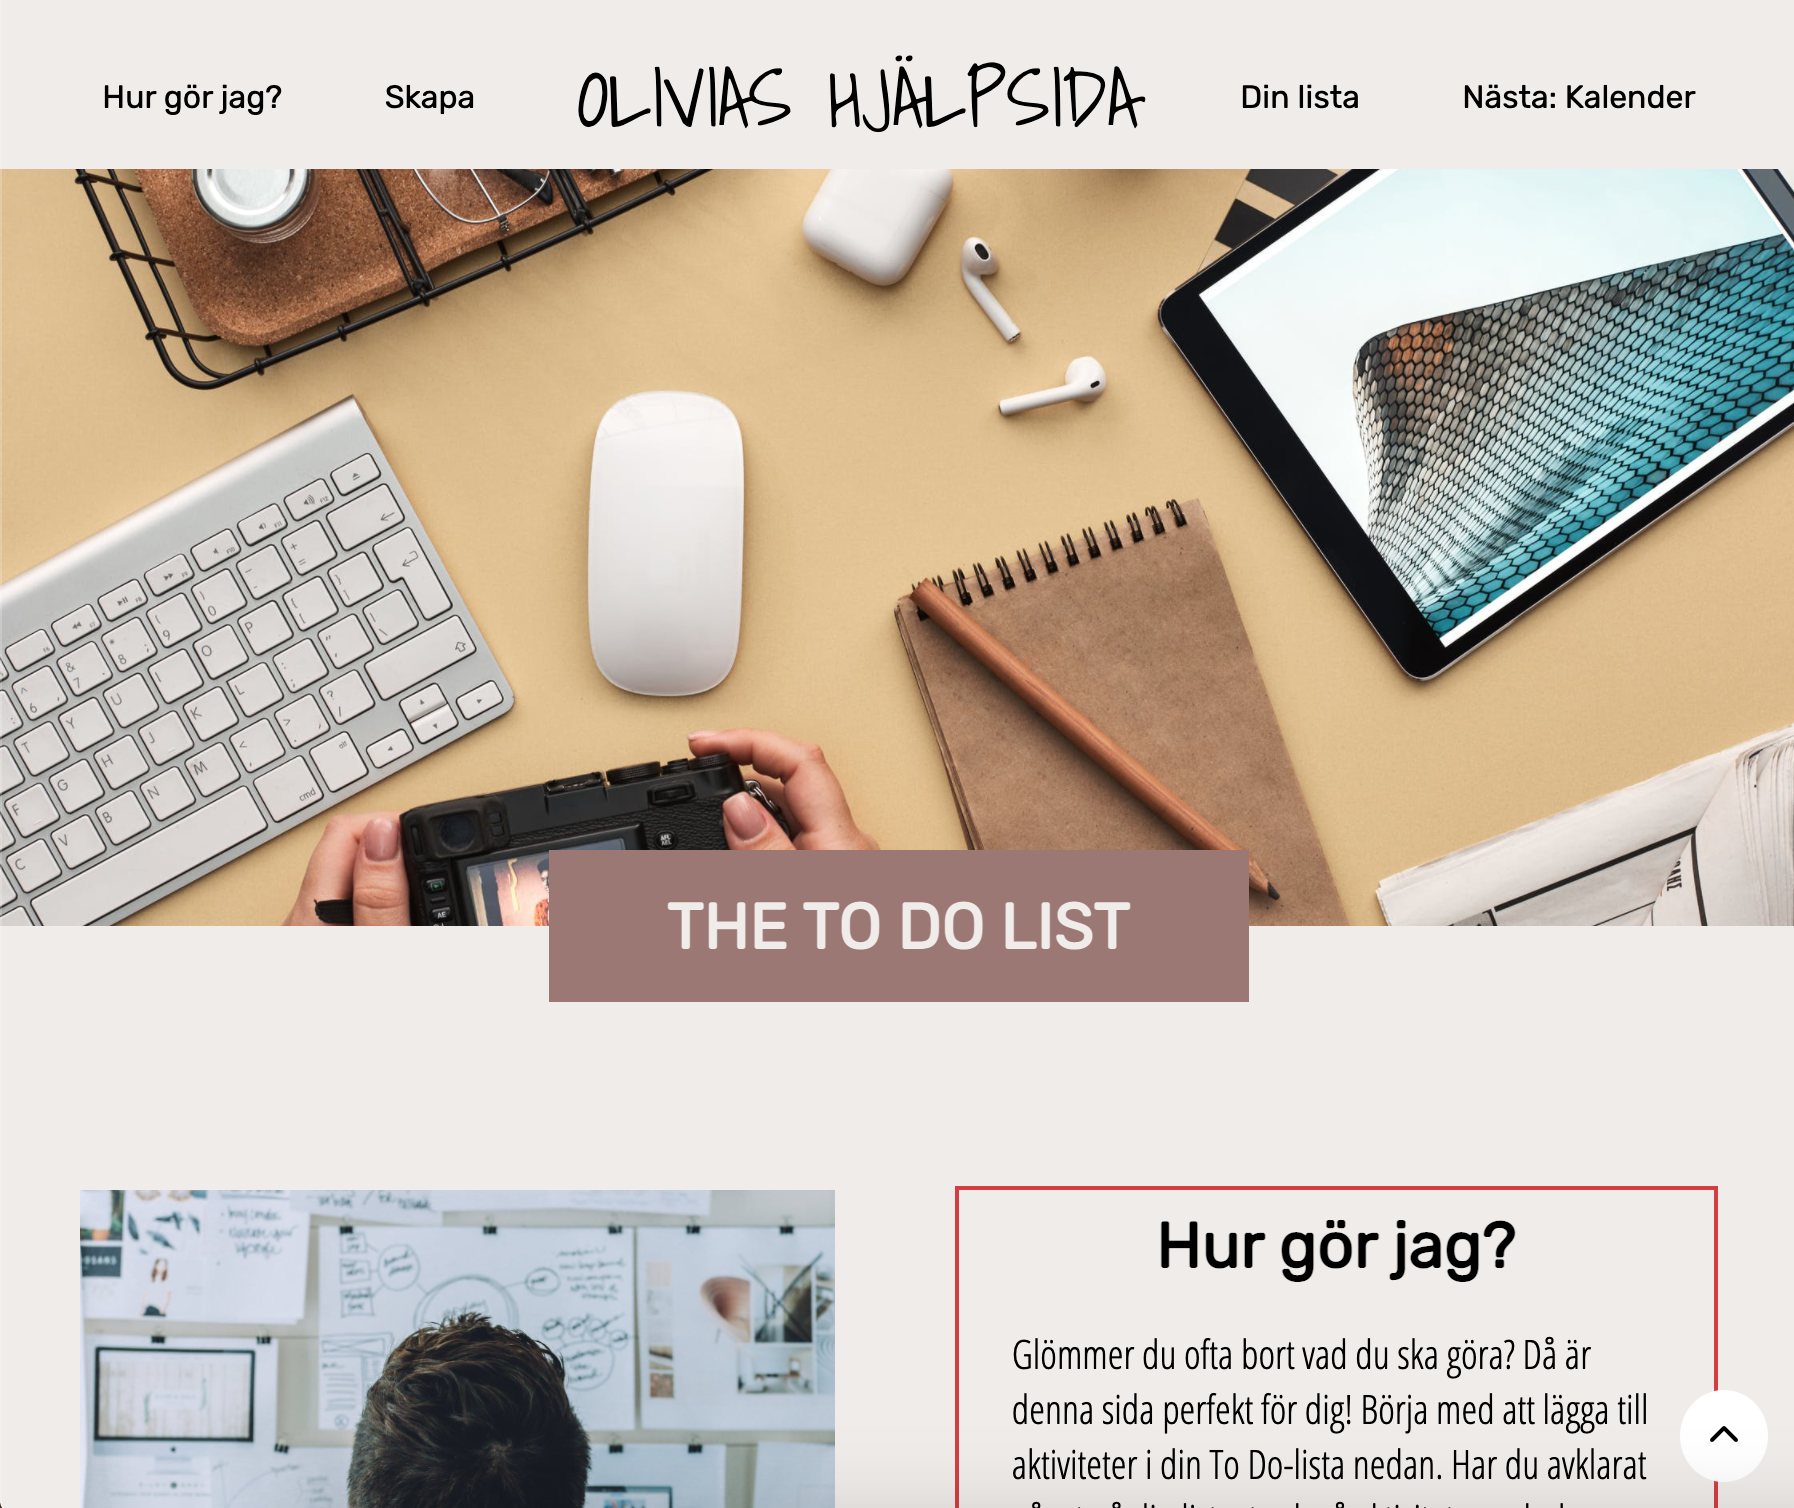 Hur gör jag?
Skapa
OLIVIAS HJÄLPSIDA
Din lista
Nästa: Kalender
THE TO DO LIST
Hur gör jag?
Glömmer du ofta bort vad du ska göra? Då är
denna sida perfekt för dig! Börja med att lägga till
aktiviteter i din To Do-lista nedan. Har du avklarat